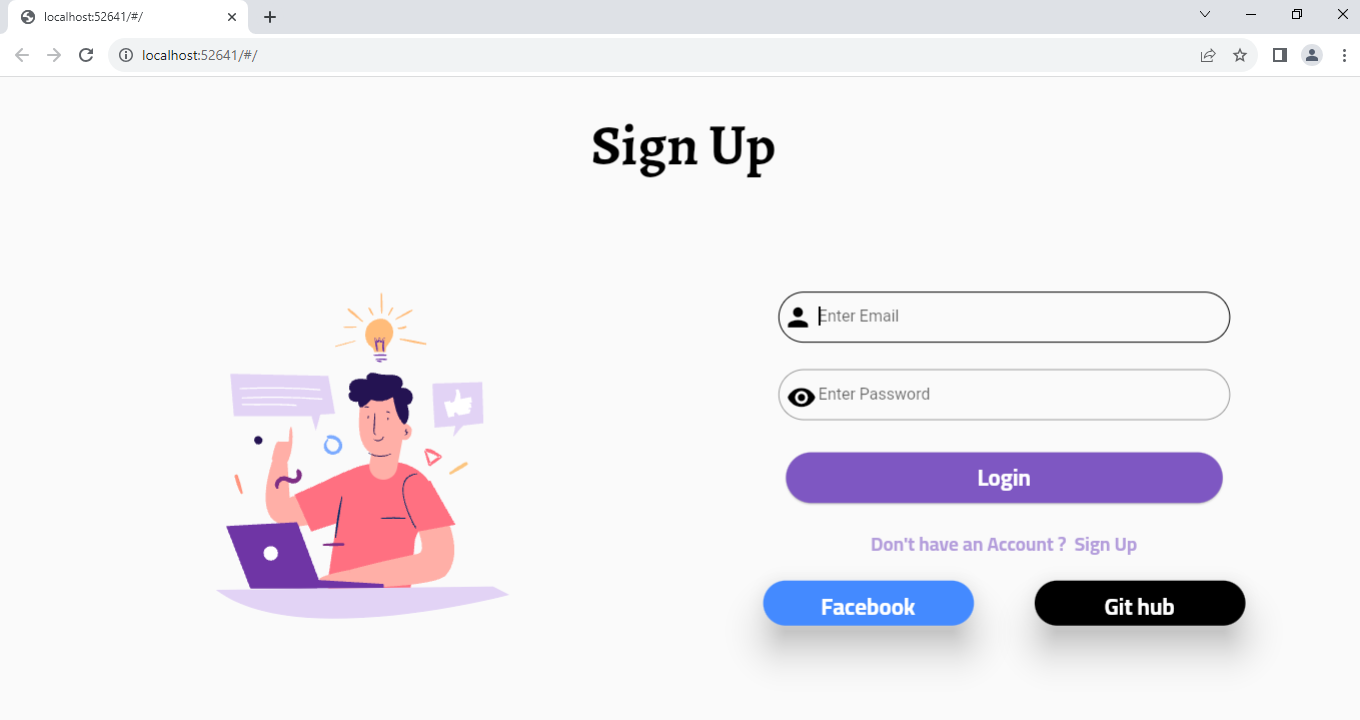 localhost:52641/#/
localhost:52641/#/
Sign Up
Enter Email
Enter Password
Login
Don't have an Account ? Sign Up
Facebook
Git hub